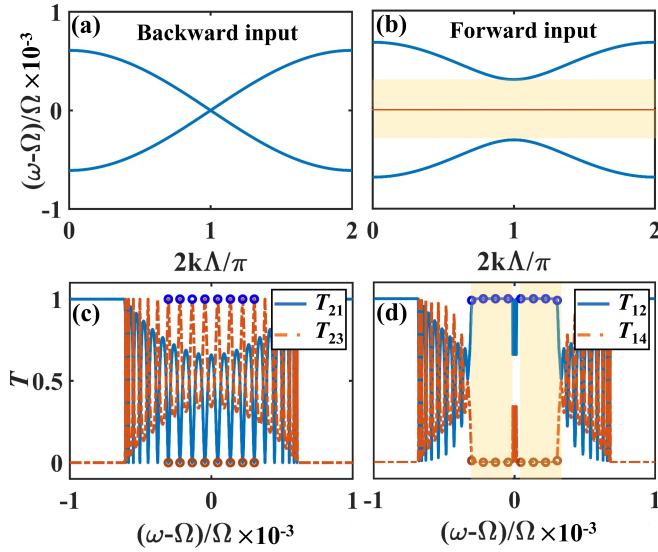 (a) Backward input
(b) Forward input
(ω-Ω)/Ω ×10⁻³
1
0
-1
0 1 2
0 1 2
2kΛ/π
2kΛ/π
(c)
T₂₁
T₂₃
(d)
T₁₂
T₁₄
T
1
0.5
0
-1 0 1
-1 0 1
(ω-Ω)/Ω ×10⁻³
(ω-Ω)/Ω ×10⁻³